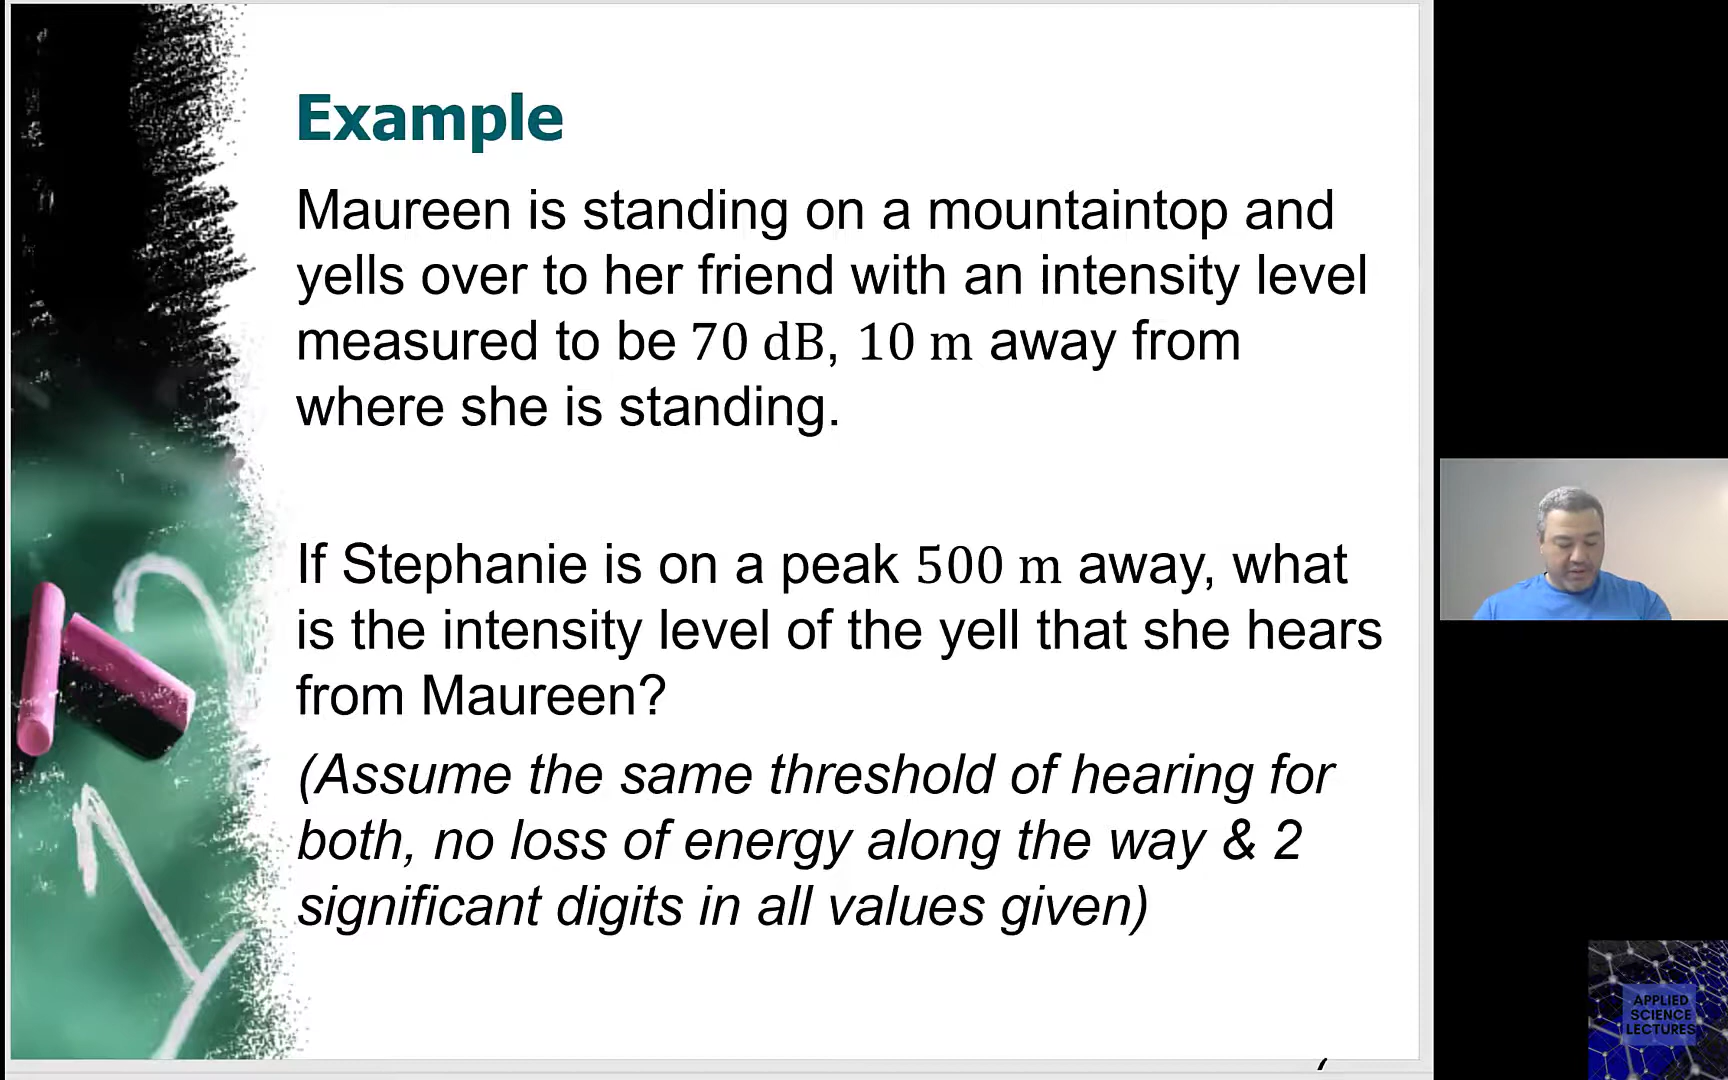 Example
Maureen is standing on a mountaintop and
yells over to her friend with an intensity level
measured to be 70 dB, 10 m away from
where she is standing.
If Stephanie is on a peak 500 m away, what
is the intensity level of the yell that she hears
from Maureen?
(Assume the same threshold of hearing for
both, no loss of energy along the way & 2
significant digits in all values given)
APPLIED
SCIENCE
LECTURES